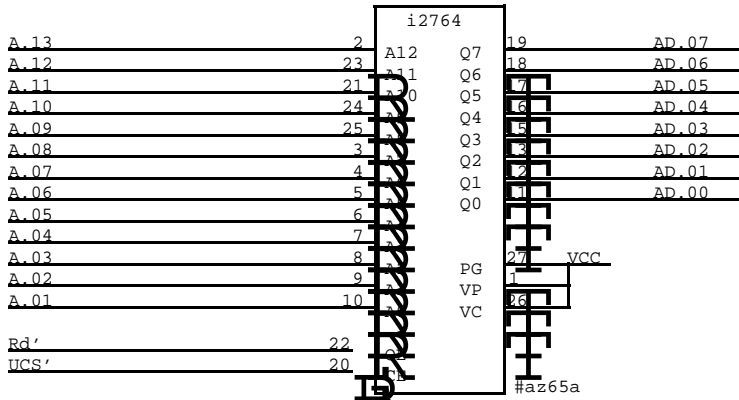 i2764
A.13 2 A12 Q7 19 AD.07
A.12 23 A11 Q6 18 AD.06
A.11 21 A10 Q5 17 AD.05
A.10 24 Q4 16 AD.04
A.09 25 Q3 15 AD.03
A.08 3 Q2 13 AD.02
A.07 4 Q1 12 AD.01
A.06 5 Q0 11 AD.00
A.05 6
A.04 7
A.03 8 PG 27 VCC
A.02 9 VP 1
A.01 10 VC 26
Rd′ 22
UCS′ 20 CE
#az65a